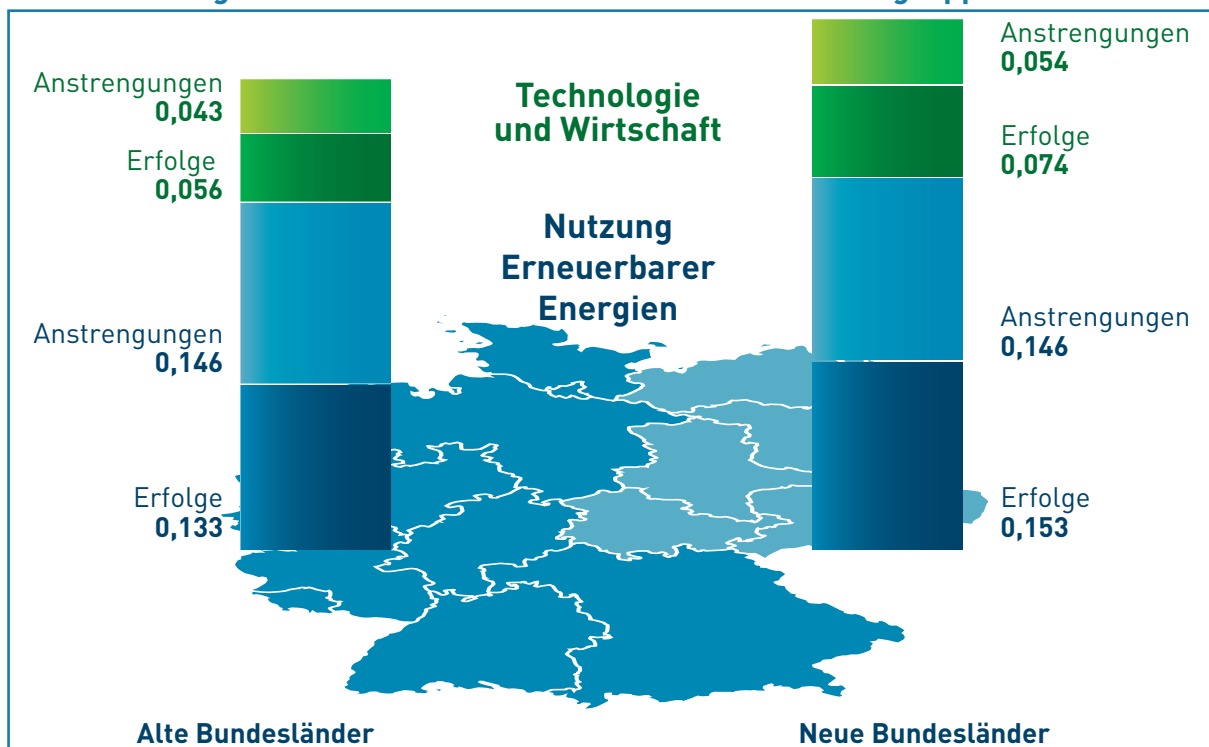 Anstrengungen
0,043
Erfolge
0,056
Anstrengungen
0,146
Erfolge
0,133
Technologie
und Wirtschaft
Nutzung
Erneuerbarer
Energien
Anstrengungen
0,054
Erfolge
0,074
Anstrengungen
0,146
Erfolge
0,153
Alte Bundesländer
Neue Bundesländer